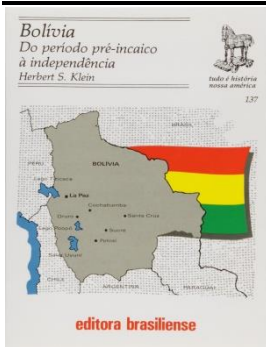 Bolívia
Do período pré-incaico
à independência
Herbert S. Klein
tudo é história
nossa américa
137
BRASIL
PERU
BOLÍVIA
Lago Titicaca
La Paz
Cochabamba
Oruro
Santa Cruz
Lago Poopó
Sucre
Potosí
Salar Uyuni
CHILE
ARGENTINA
PARAGUAI
editora brasiliense